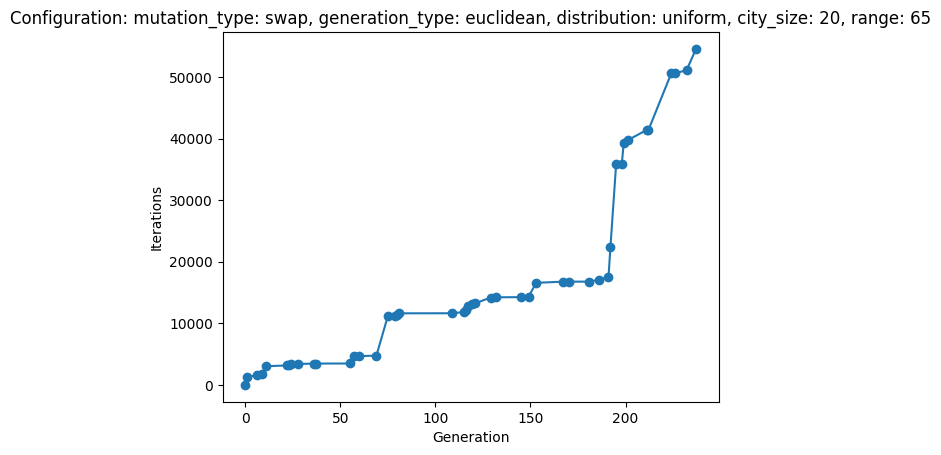 Configuration: mutation_type: swap, generation_type: euclidean, distribution: uniform, city_size: 20, range: 65
50000
40000
30000
20000
10000
0
Iterations
0 50 100 150 200
Generation